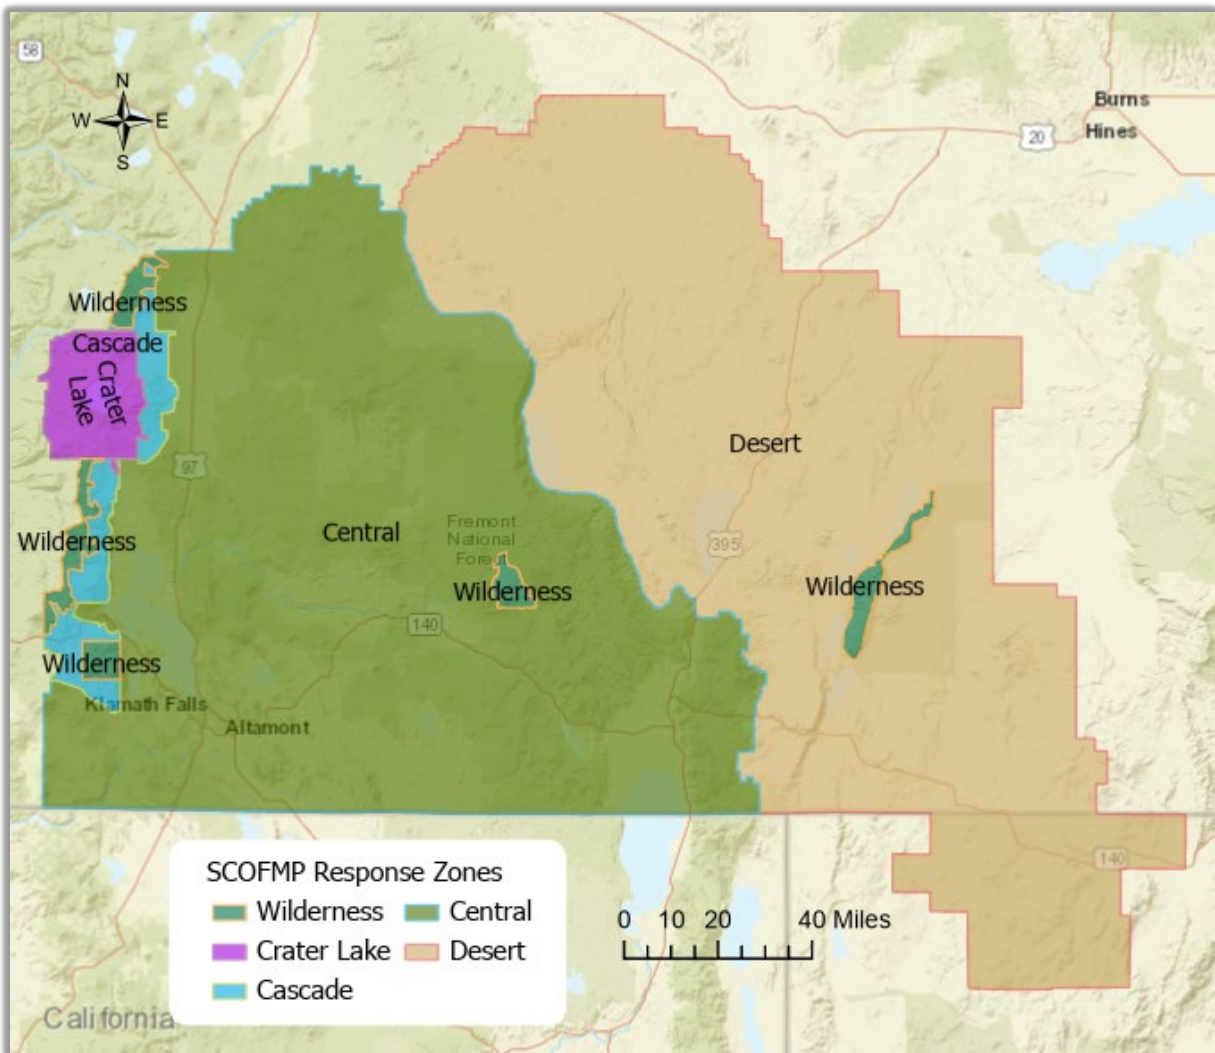 58
N
W E
S
Burns
20
Hines
Wilderness
Cascade
Crater
Lake
Desert
97
Central
Fremont
National
Forest
395
Wilderness
Wilderness
Wilderness
140
Wilderness
Klamath Falls
Altamont
140
SCOFMP Response Zones
Wilderness Central
Crater Lake Desert
Cascade
0 10 20 40 Miles
California